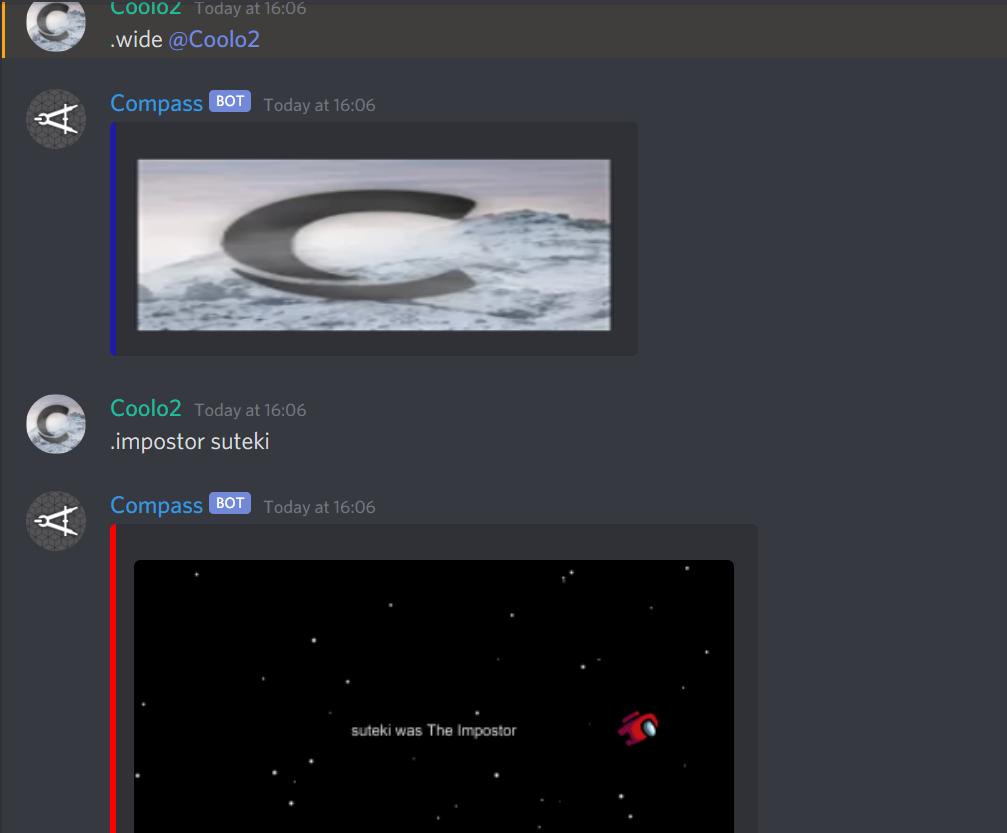 Coolo2 Today at 16:06
.wide @Coolo2
Compass BOT Today at 16:06
Coolo2 Today at 16:06
.impostor suteki
Compass BOT Today at 16:06
suteki was The Impostor